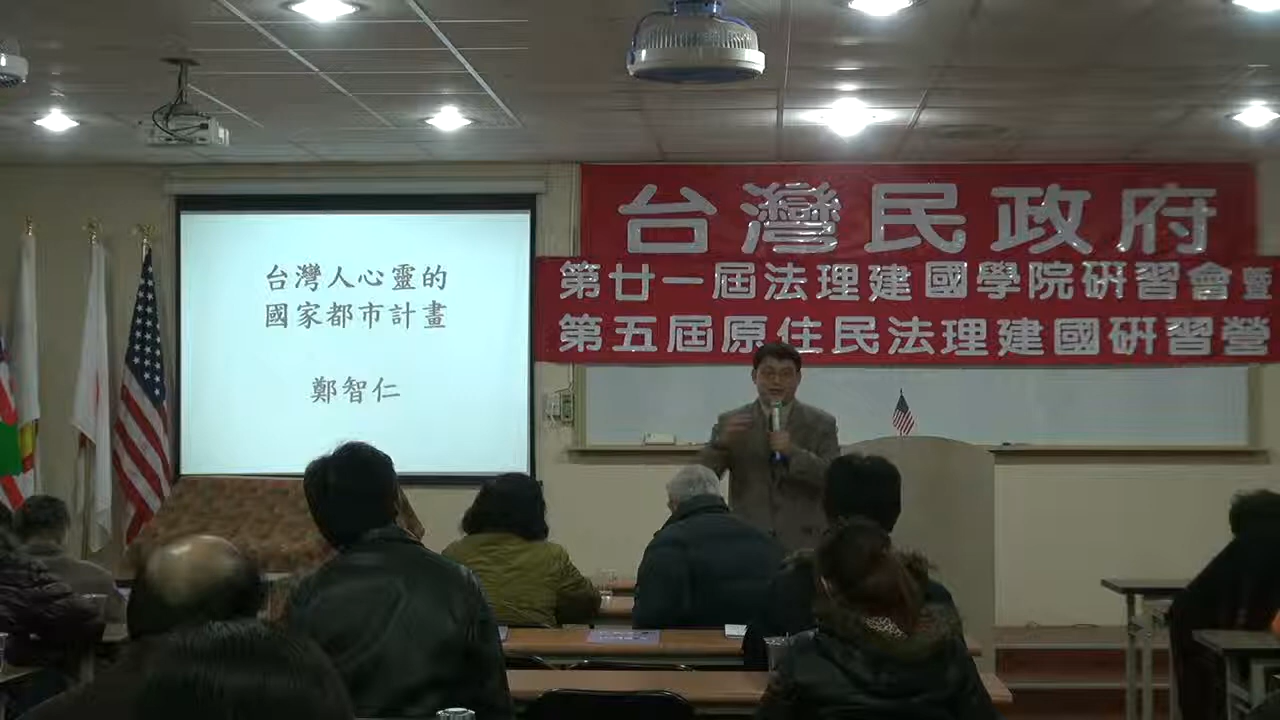 台灣民政府
第廿一屆法理建國學院研習會暨
第五屆原住民法理建國研習營
台灣人心靈的
國家都市計畫
鄭智仁